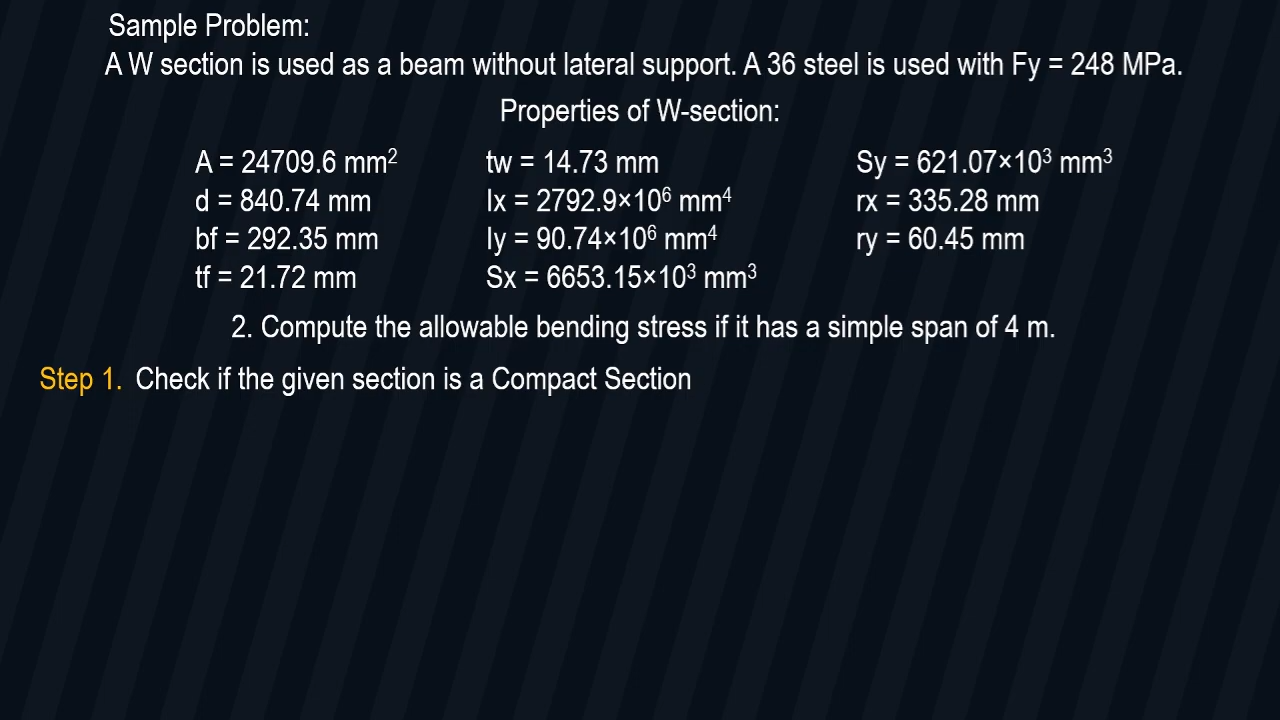 Sample Problem:
A W section is used as a beam without lateral support. A 36 steel is used with Fy = 248 MPa.
Properties of W-section:
A = 24709.6 mm² tw = 14.73 mm Sy = 621.07×10³ mm³
d = 840.74 mm Ix = 2792.9×10⁶ mm⁴ rx = 335.28 mm
bf = 292.35 mm Iy = 90.74×10⁶ mm⁴ ry = 60.45 mm
tf = 21.72 mm Sx = 6653.15×10³ mm³
2. Compute the allowable bending stress if it has a simple span of 4 m.
Step 1. Check if the given section is a Compact Section